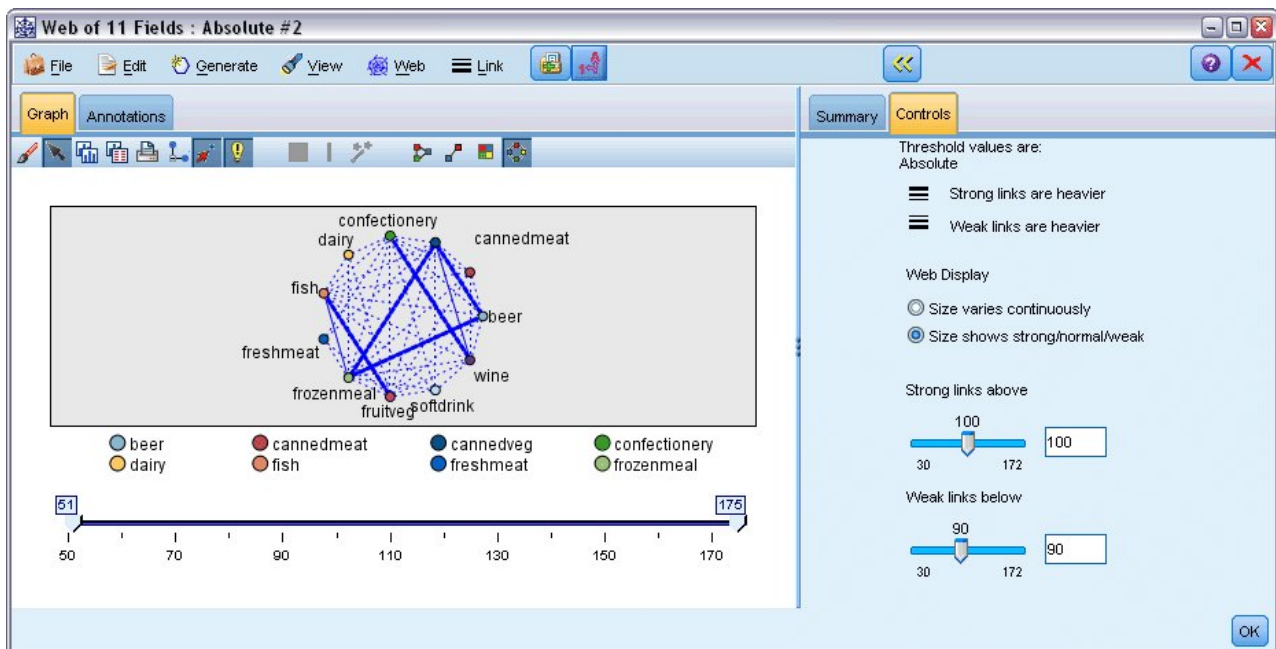 Web of 11 Fields : Absolute #2
File Edit Generate View Web Link
Graph Annotations
Summary Controls
Threshold values are:
Absolute
Strong links are heavier
Weak links are heavier
Web Display
Size varies continuously
Size shows strong/normal/weak
Strong links above
100
100
30 172
Weak links below
90
90
30 172
confectionery
dairy
cannedmeat
fish
beer
freshmeat
wine
frozenmeal
fruitveg
softdrink
beer cannedmeat cannedveg confectionery
dairy fish freshmeat frozenmeal
51 175
50 70 90 110 130 150 170
OK